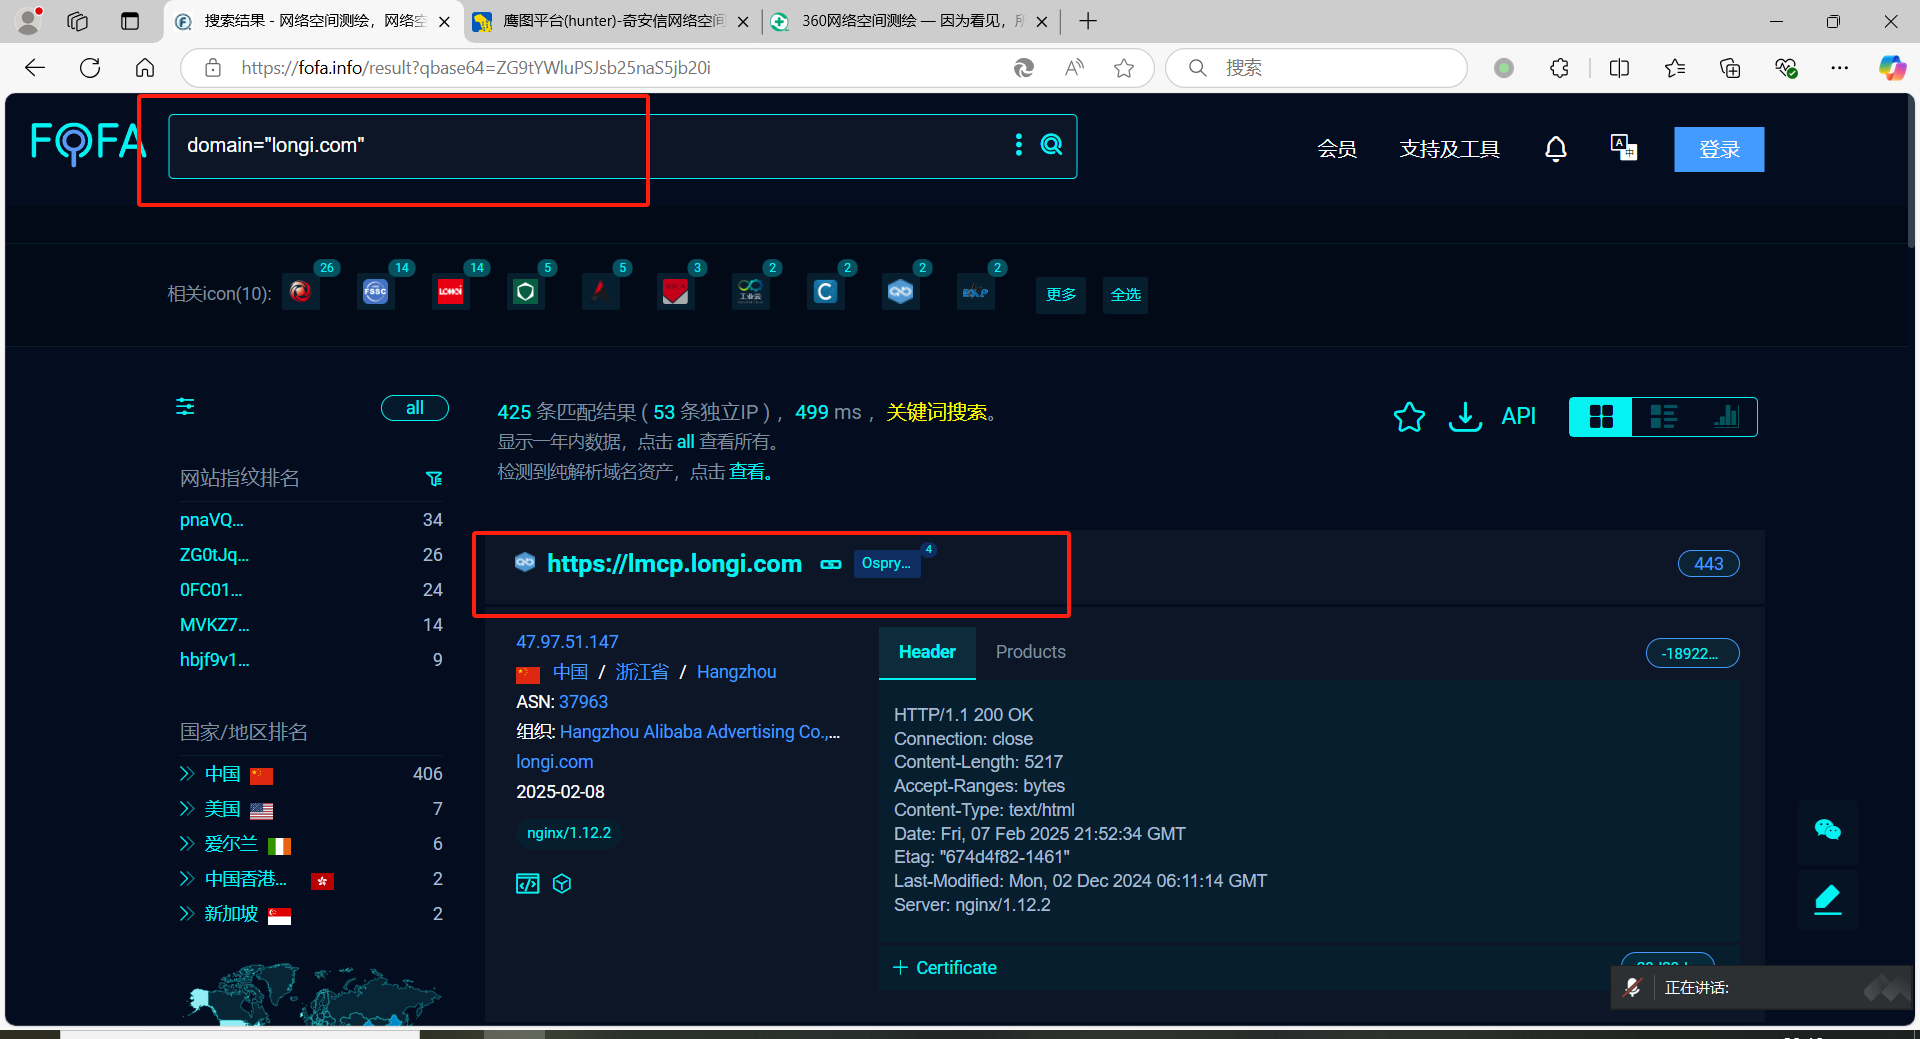 搜索结果 - 网络空间测绘，网络空
鹰图平台(hunter)-奇安信网络空间
360网络空间测绘 — 因为看见，所
https://fofa.info/result?qbase64=ZG9tYWluPSJsb25naS5jb20i
搜索
FOFA
domain="longi.com"
会员
支持及工具
登录
相关icon(10):
26
14
14
5
5
3
2
2
2
2
FSSC
LONGi
工业云
C
更多
全选
all
425 条匹配结果 ( 53 条独立IP ) ，499 ms ，关键词搜索。
显示一年内数据，点击 all 查看所有。
检测到纯解析域名资产，点击 查看。
API
网站指纹排名
pnaVQ... 34
ZG0tJq... 26
0FC01... 24
MVKZ7... 14
hbjf9v1... 9
国家/地区排名
中国 406
美国 7
爱尔兰 6
中国香港... 2
新加坡 2
https://lmcp.longi.com
Ospry...
4
443
47.97.51.147
中国 / 浙江省 / Hangzhou
ASN: 37963
组织: Hangzhou Alibaba Advertising Co.,...
longi.com
2025-02-08
nginx/1.12.2
Header
Products
-18922...
HTTP/1.1 200 OK
Connection: close
Content-Length: 5217
Accept-Ranges: bytes
Content-Type: text/html
Date: Fri, 07 Feb 2025 21:52:34 GMT
Etag: "674d4f82-1461"
Last-Modified: Mon, 02 Dec 2024 06:11:14 GMT
Server: nginx/1.12.2
+ Certificate
正在讲话: